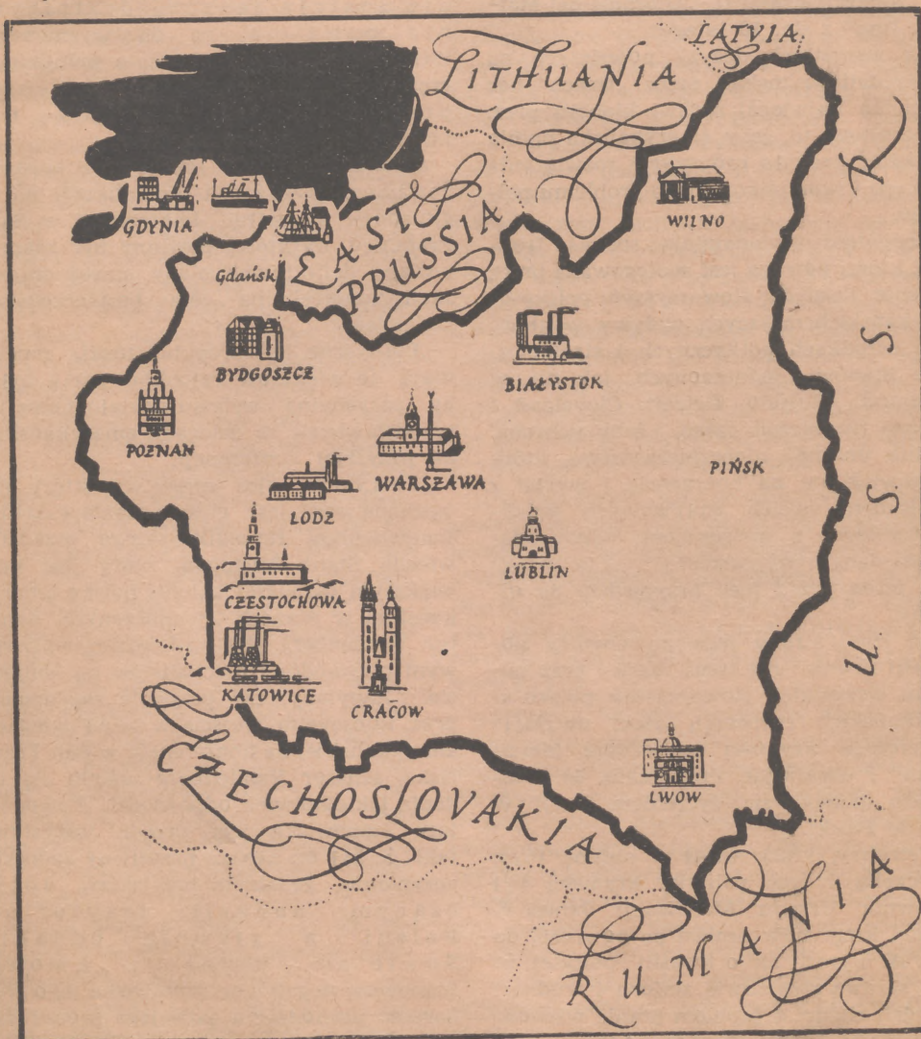 LATVIA
LITHUANIA
GDYNIA
WILNO
EAST
PRUSSIA
Gdańsk
BYDGOSZCZ
BIAŁYSTOK
POZNAN
WARSZAWA
PIŃSK
LODZ
LUBLIN
CZESTOCHOWA
KATOWICE
CRACOW
LWOW
CZECHOSLOVAKIA
RUMANIA
U. S. S. R